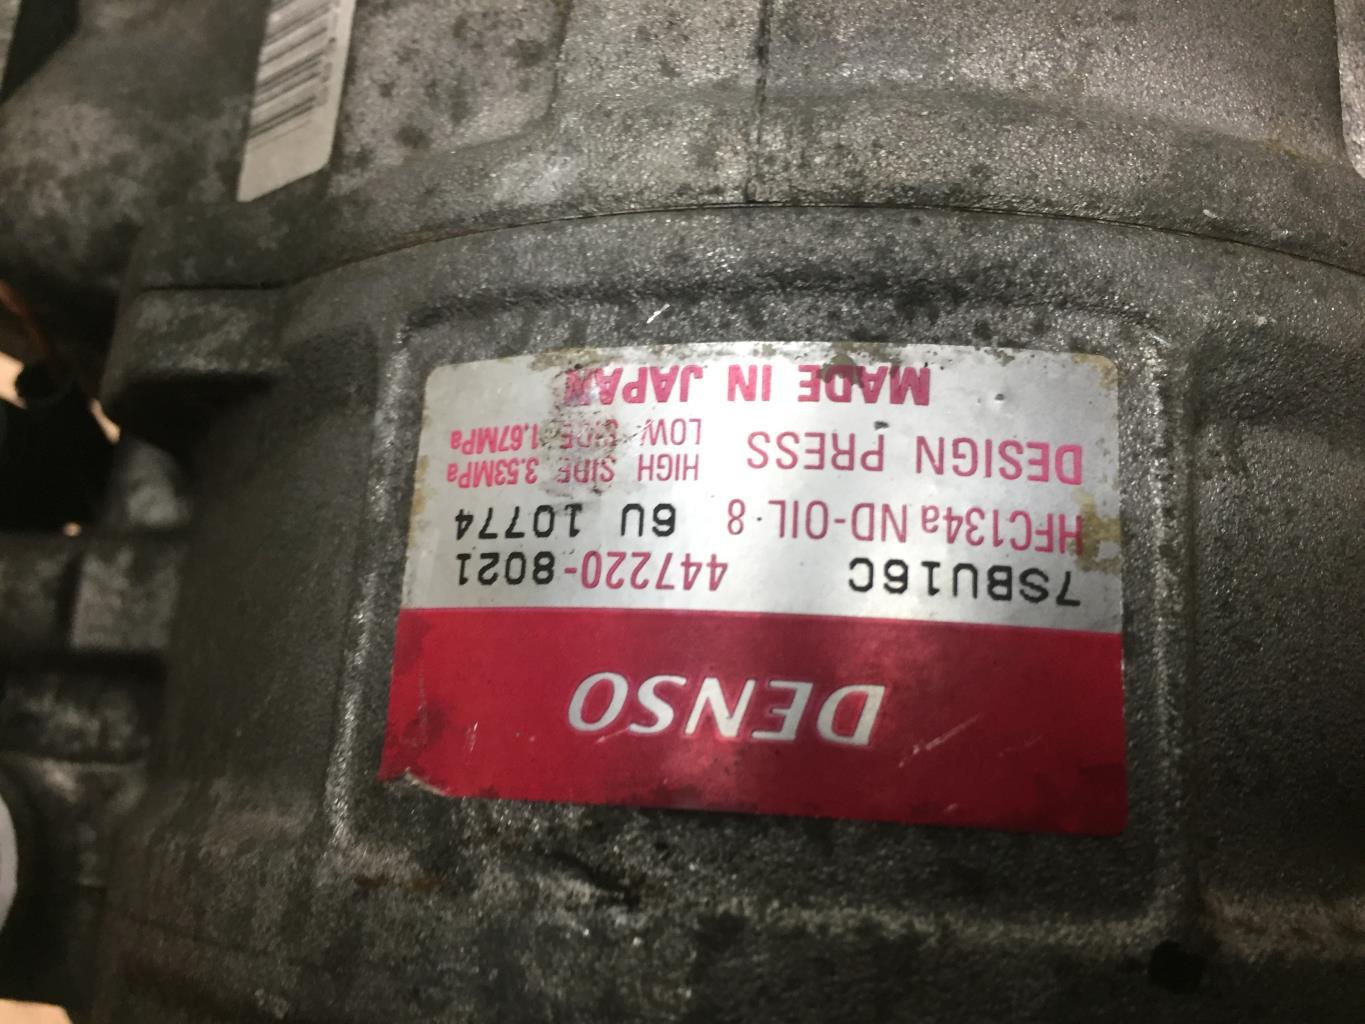 DENSO
7SBU16C 447220-8021
HFC134a ND-OIL 8 6U 10774
DESIGN PRESS HIGH SIDE 3.53MPa
LOW SIDE 1.67MPa
MADE IN JAPAN